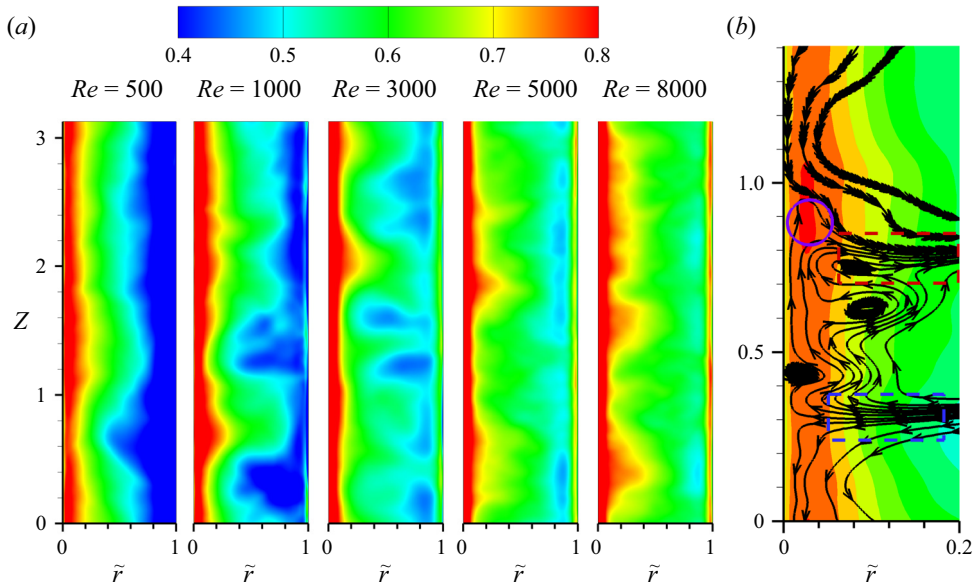 (a)
0.4 0.5 0.6 0.7 0.8
(b)
Re = 500 Re = 1000 Re = 3000 Re = 5000 Re = 8000
3
2
Z
1
0
0 1 0 1 0 1 0 1 0 1
r̃ r̃ r̃ r̃ r̃
1.0
0.5
0
0 0.2
r̃